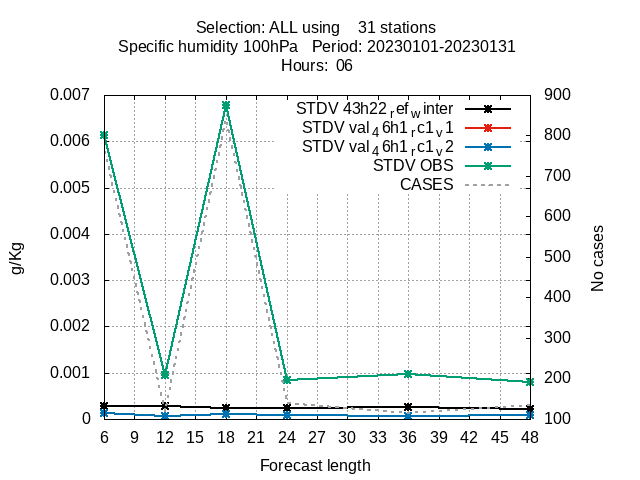 Selection: ALL using    31 stations
Specific humidity 100hPa   Period: 20230101-20230131
Hours:  06
STDV 43h22_ref_winter
STDV val_46h1_rc1_v1
STDV val_46h1_rc1_v2
STDV OBS
CASES
0.007
0.006
0.005
0.004
0.003
0.002
0.001
0
g/Kg
900
800
700
600
500
400
300
200
100
No cases
6 9 12 15 18 21 24 27 30 33 36 39 42 45 48
Forecast length